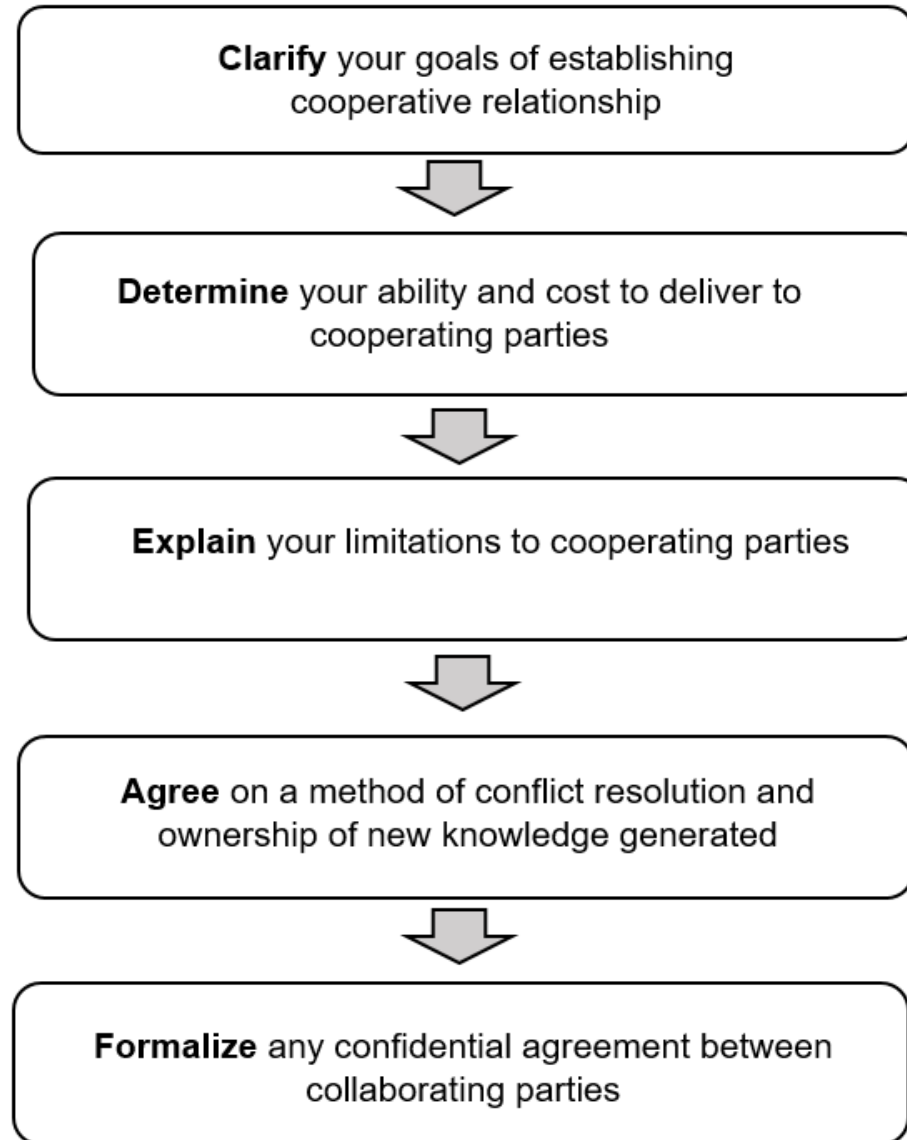 Clarify your goals of establishing
cooperative relationship
Determine your ability and cost to deliver to
cooperating parties
Explain your limitations to cooperating parties
Agree on a method of conflict resolution and
ownership of new knowledge generated
Formalize any confidential agreement between
collaborating parties